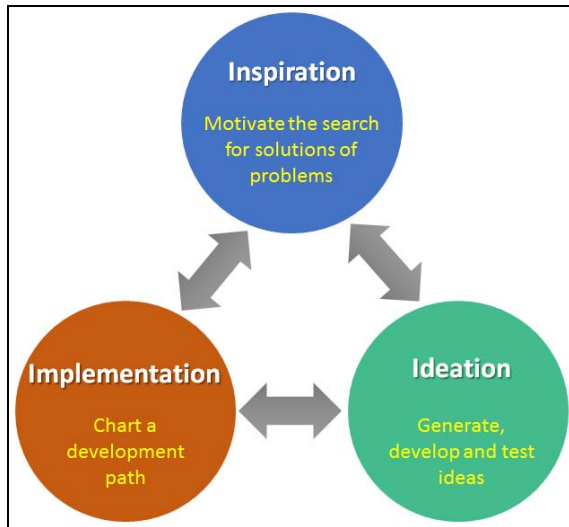 Inspiration
Motivate the search
for solutions of
problems
Implementation
Chart a
development
path
Ideation
Generate,
develop and test
ideas